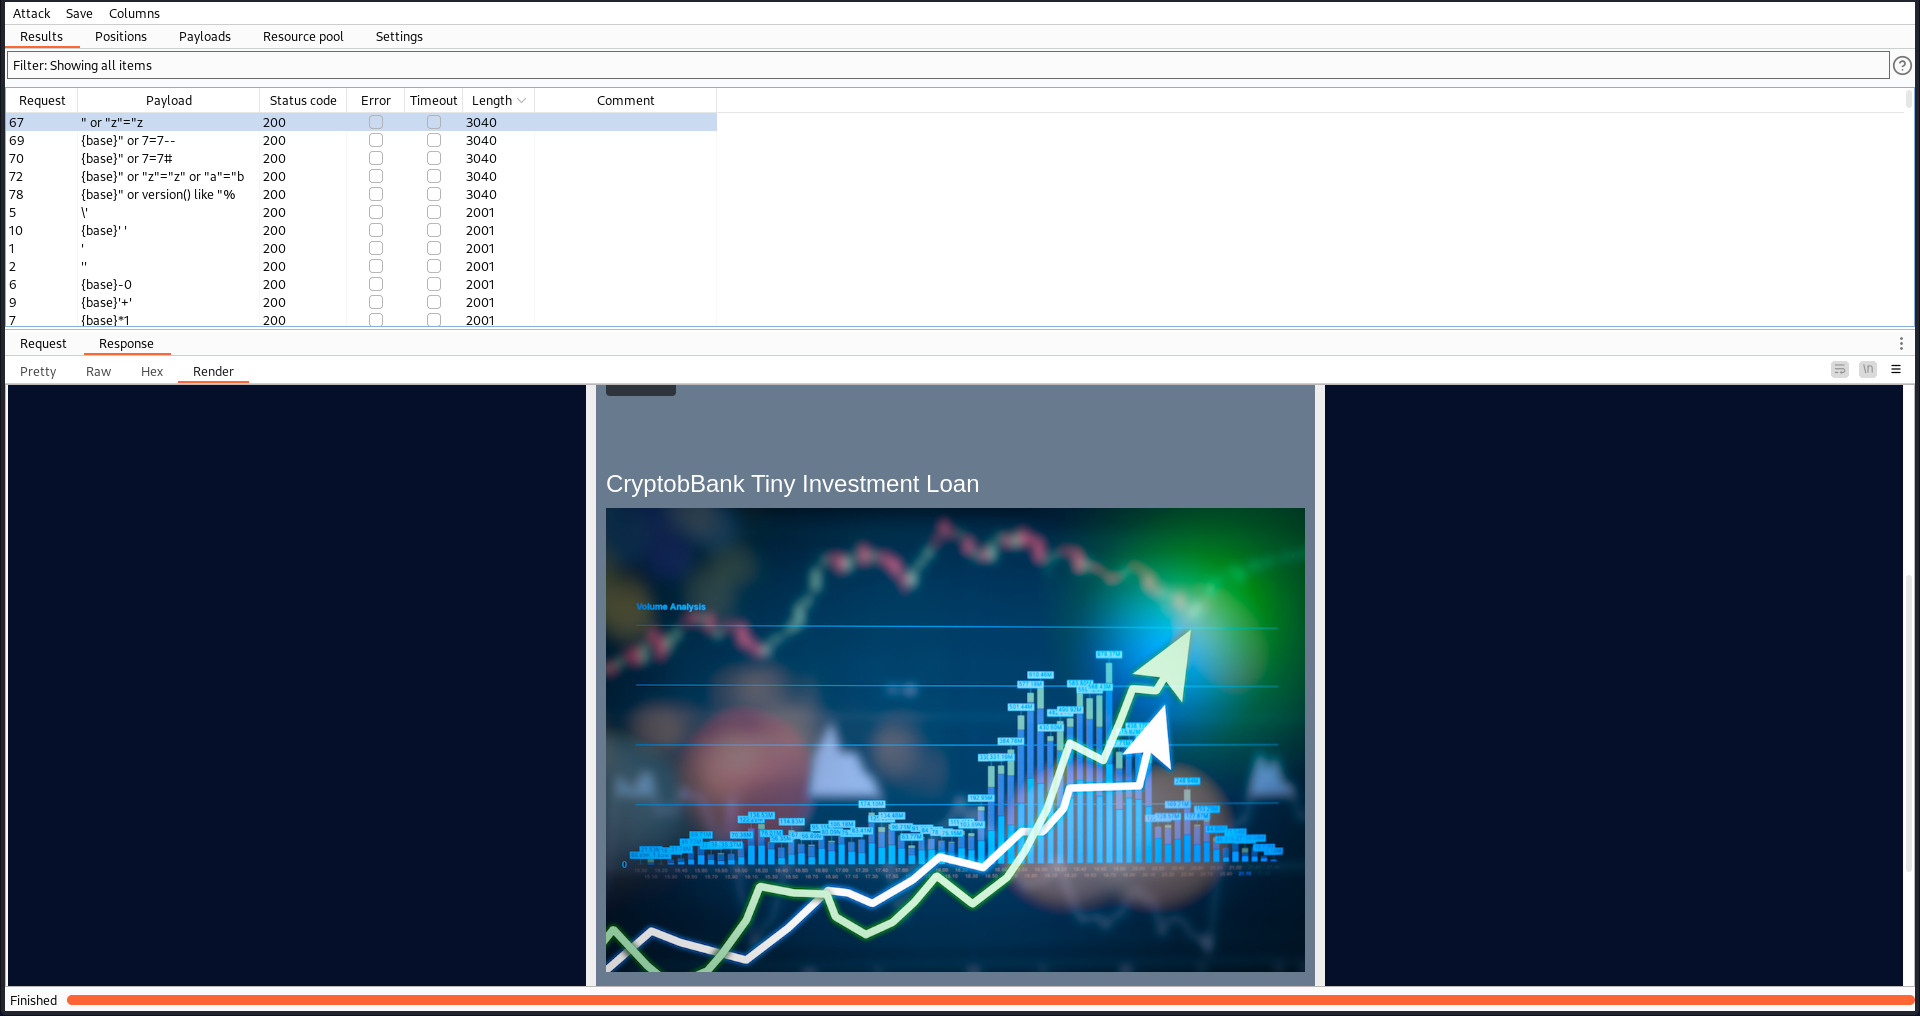 Attack Save Columns
Results Positions Payloads Resource pool Settings
Filter: Showing all items
?
Request Payload Status code Error Timeout Length Comment
67 " or "z"="z 200 3040
69 {base}" or 7=7-- 200 3040
70 {base}" or 7=7# 200 3040
72 {base}" or "z"="z" or "a"="b 200 3040
78 {base}" or version() like "% 200 3040
5 \' 200 2001
10 {base}' ' 200 2001
1 ' 200 2001
2 '' 200 2001
6 {base}-0 200 2001
9 {base}'+' 200 2001
7 {base}*1 200 2001
Request Response
Pretty Raw Hex Render
\n
CryptobBank Tiny Investment Loan
Volume Analysis
0
Finished